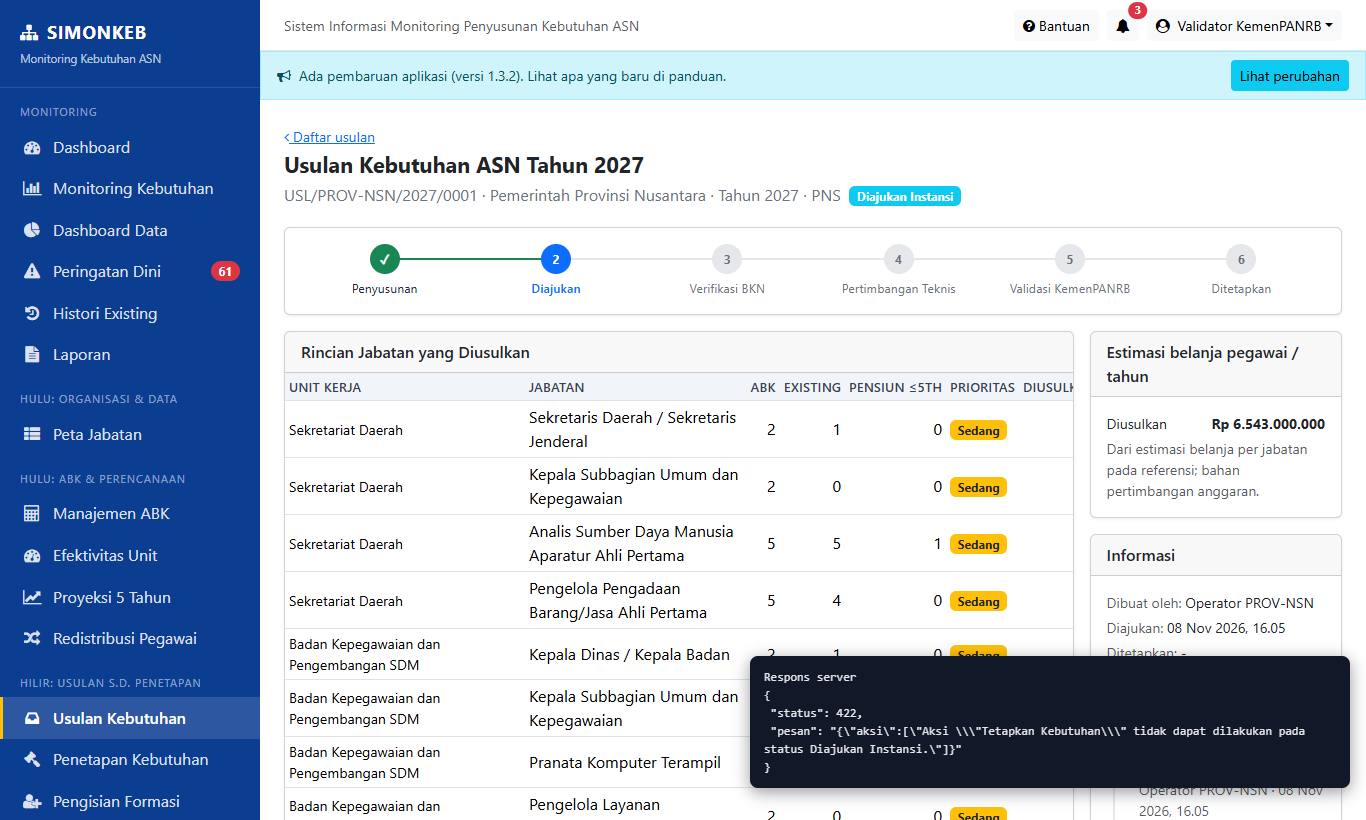 SIMONKEB
Monitoring Kebutuhan ASN
MONITORING
Dashboard
Monitoring Kebutuhan
Dashboard Data
Peringatan Dini 61
Histori Existing
Laporan
HULU: ORGANISASI & DATA
Peta Jabatan
HULU: ABK & PERENCANAAN
Manajemen ABK
Efektivitas Unit
Proyeksi 5 Tahun
Redistribusi Pegawai
HILIR: USULAN S.D. PENETAPAN
Usulan Kebutuhan
Penetapan Kebutuhan
Pengisian Formasi
Sistem Informasi Monitoring Penyusunan Kebutuhan ASN
Bantuan 3 Validator KemenPANRB
Ada pembaruan aplikasi (versi 1.3.2). Lihat apa yang baru di panduan. Lihat perubahan
Daftar usulan
Usulan Kebutuhan ASN Tahun 2027
USL/PROV-NSN/2027/0001 · Pemerintah Provinsi Nusantara · Tahun 2027 · PNS Diajukan Instansi
✓ 2 3 4 5 6
Penyusunan Diajukan Verifikasi BKN Pertimbangan Teknis Validasi KemenPANRB Ditetapkan
Rincian Jabatan yang Diusulkan
UNIT KERJA JABATAN ABK EXISTING PENSIUN ≤5TH PRIORITAS DIUSULK
Sekretariat Daerah Sekretaris Daerah / Sekretaris 2 1 0 Sedang
Jenderal
Sekretariat Daerah Kepala Subbagian Umum dan 2 0 0 Sedang
Kepegawaian
Sekretariat Daerah Analis Sumber Daya Manusia 5 5 1 Sedang
Aparatur Ahli Pertama
Sekretariat Daerah Pengelola Pengadaan 5 4 0 Sedang
Barang/Jasa Ahli Pertama
Badan Kepegawaian dan Kepala Dinas / Kepala Badan 2 1 0 Sedang
Pengembangan SDM
Badan Kepegawaian dan Kepala Subbagian Umum dan
Pengembangan SDM Kepegawaian
Badan Kepegawaian dan Pranata Komputer Terampil
Pengembangan SDM
Badan Kepegawaian dan Pengelola Layanan 2 0 0 Sedang
Estimasi belanja pegawai /
tahun
Diusulkan Rp 6.543.000.000
Dari estimasi belanja per jabatan
pada referensi; bahan
pertimbangan anggaran.
Informasi
Dibuat oleh: Operator PROV-NSN
Diajukan: 08 Nov 2026, 16.05
Ditetapkan: -
Respons server
{
"status": 422,
"pesan": "{\"aksi\":[\"Aksi \\\"Tetapkan Kebutuhan\\\" tidak dapat dilakukan pada
status Diajukan Instansi.\"]}"
}
Operator PROV-NSN · 08 Nov
2026, 16.05